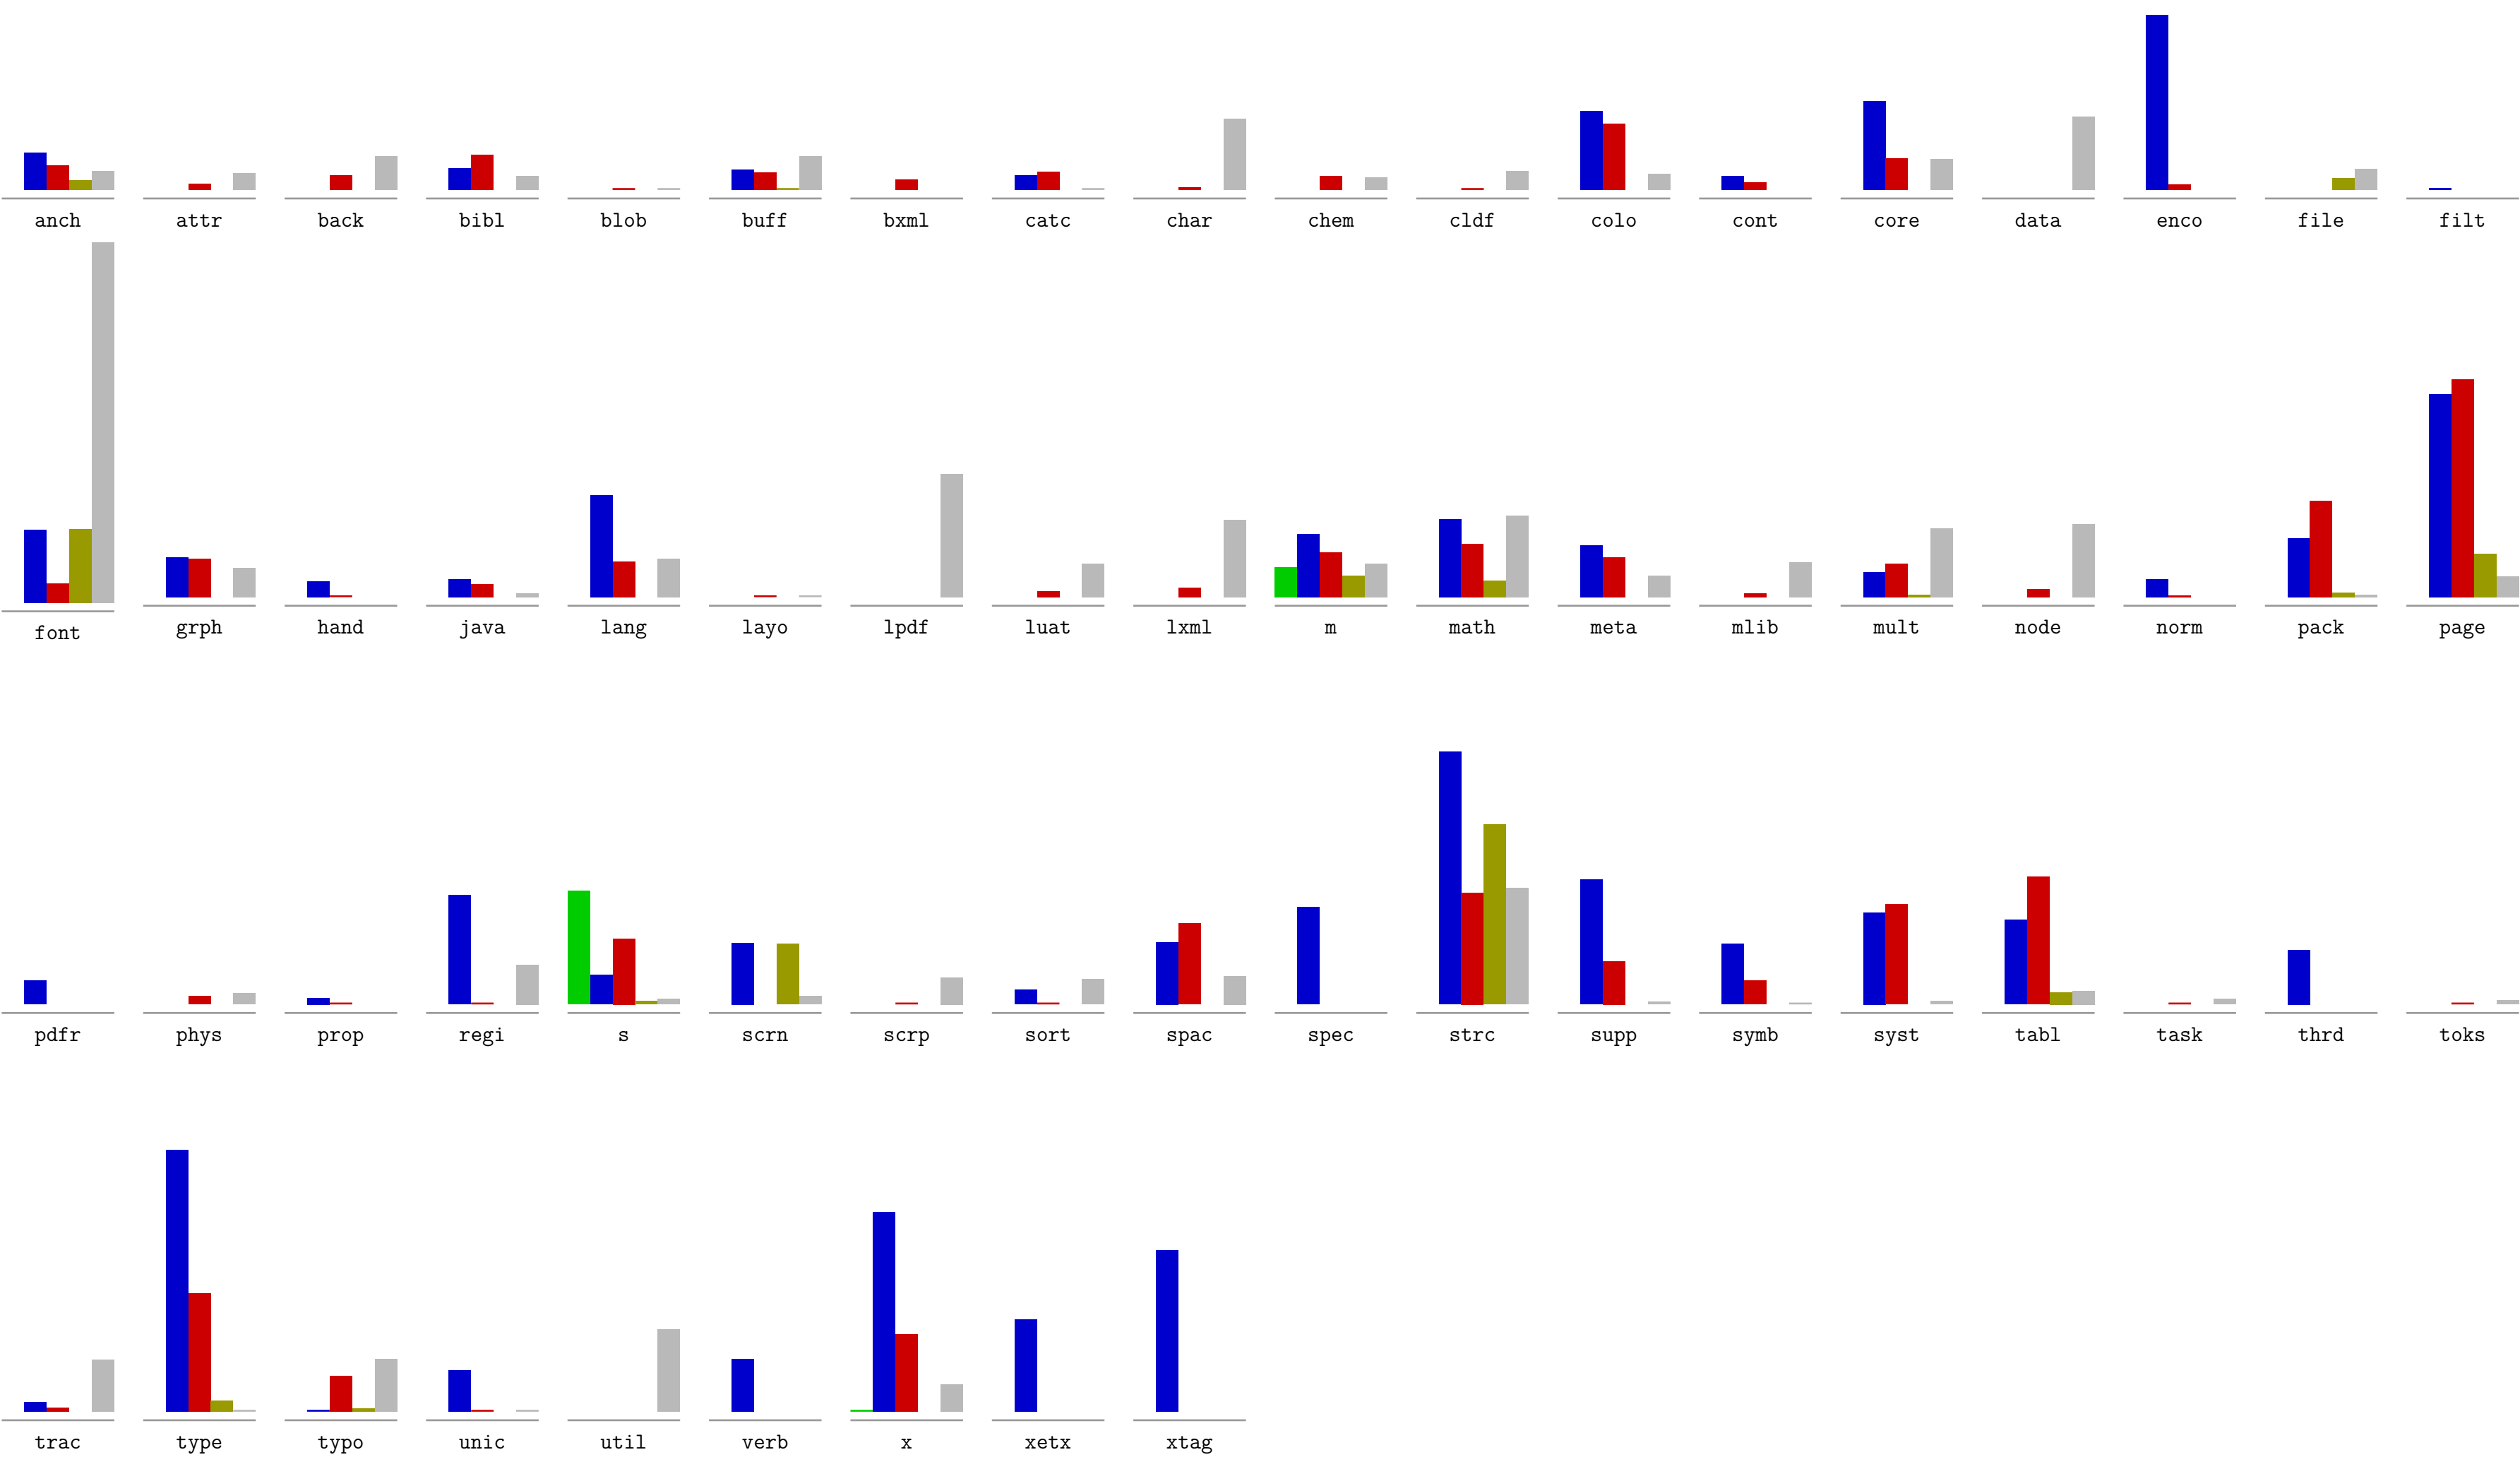 anch attr back bibl blob buff bxml catc char chem cldf colo cont core data enco file filt
font grph hand java lang layo lpdf luat lxml m math meta mlib mult node norm pack page
pdfr phys prop regi s scrn scrp sort spac spec strc supp symb syst tabl task thrd toks
trac type typo unic util verb x xetx xtag